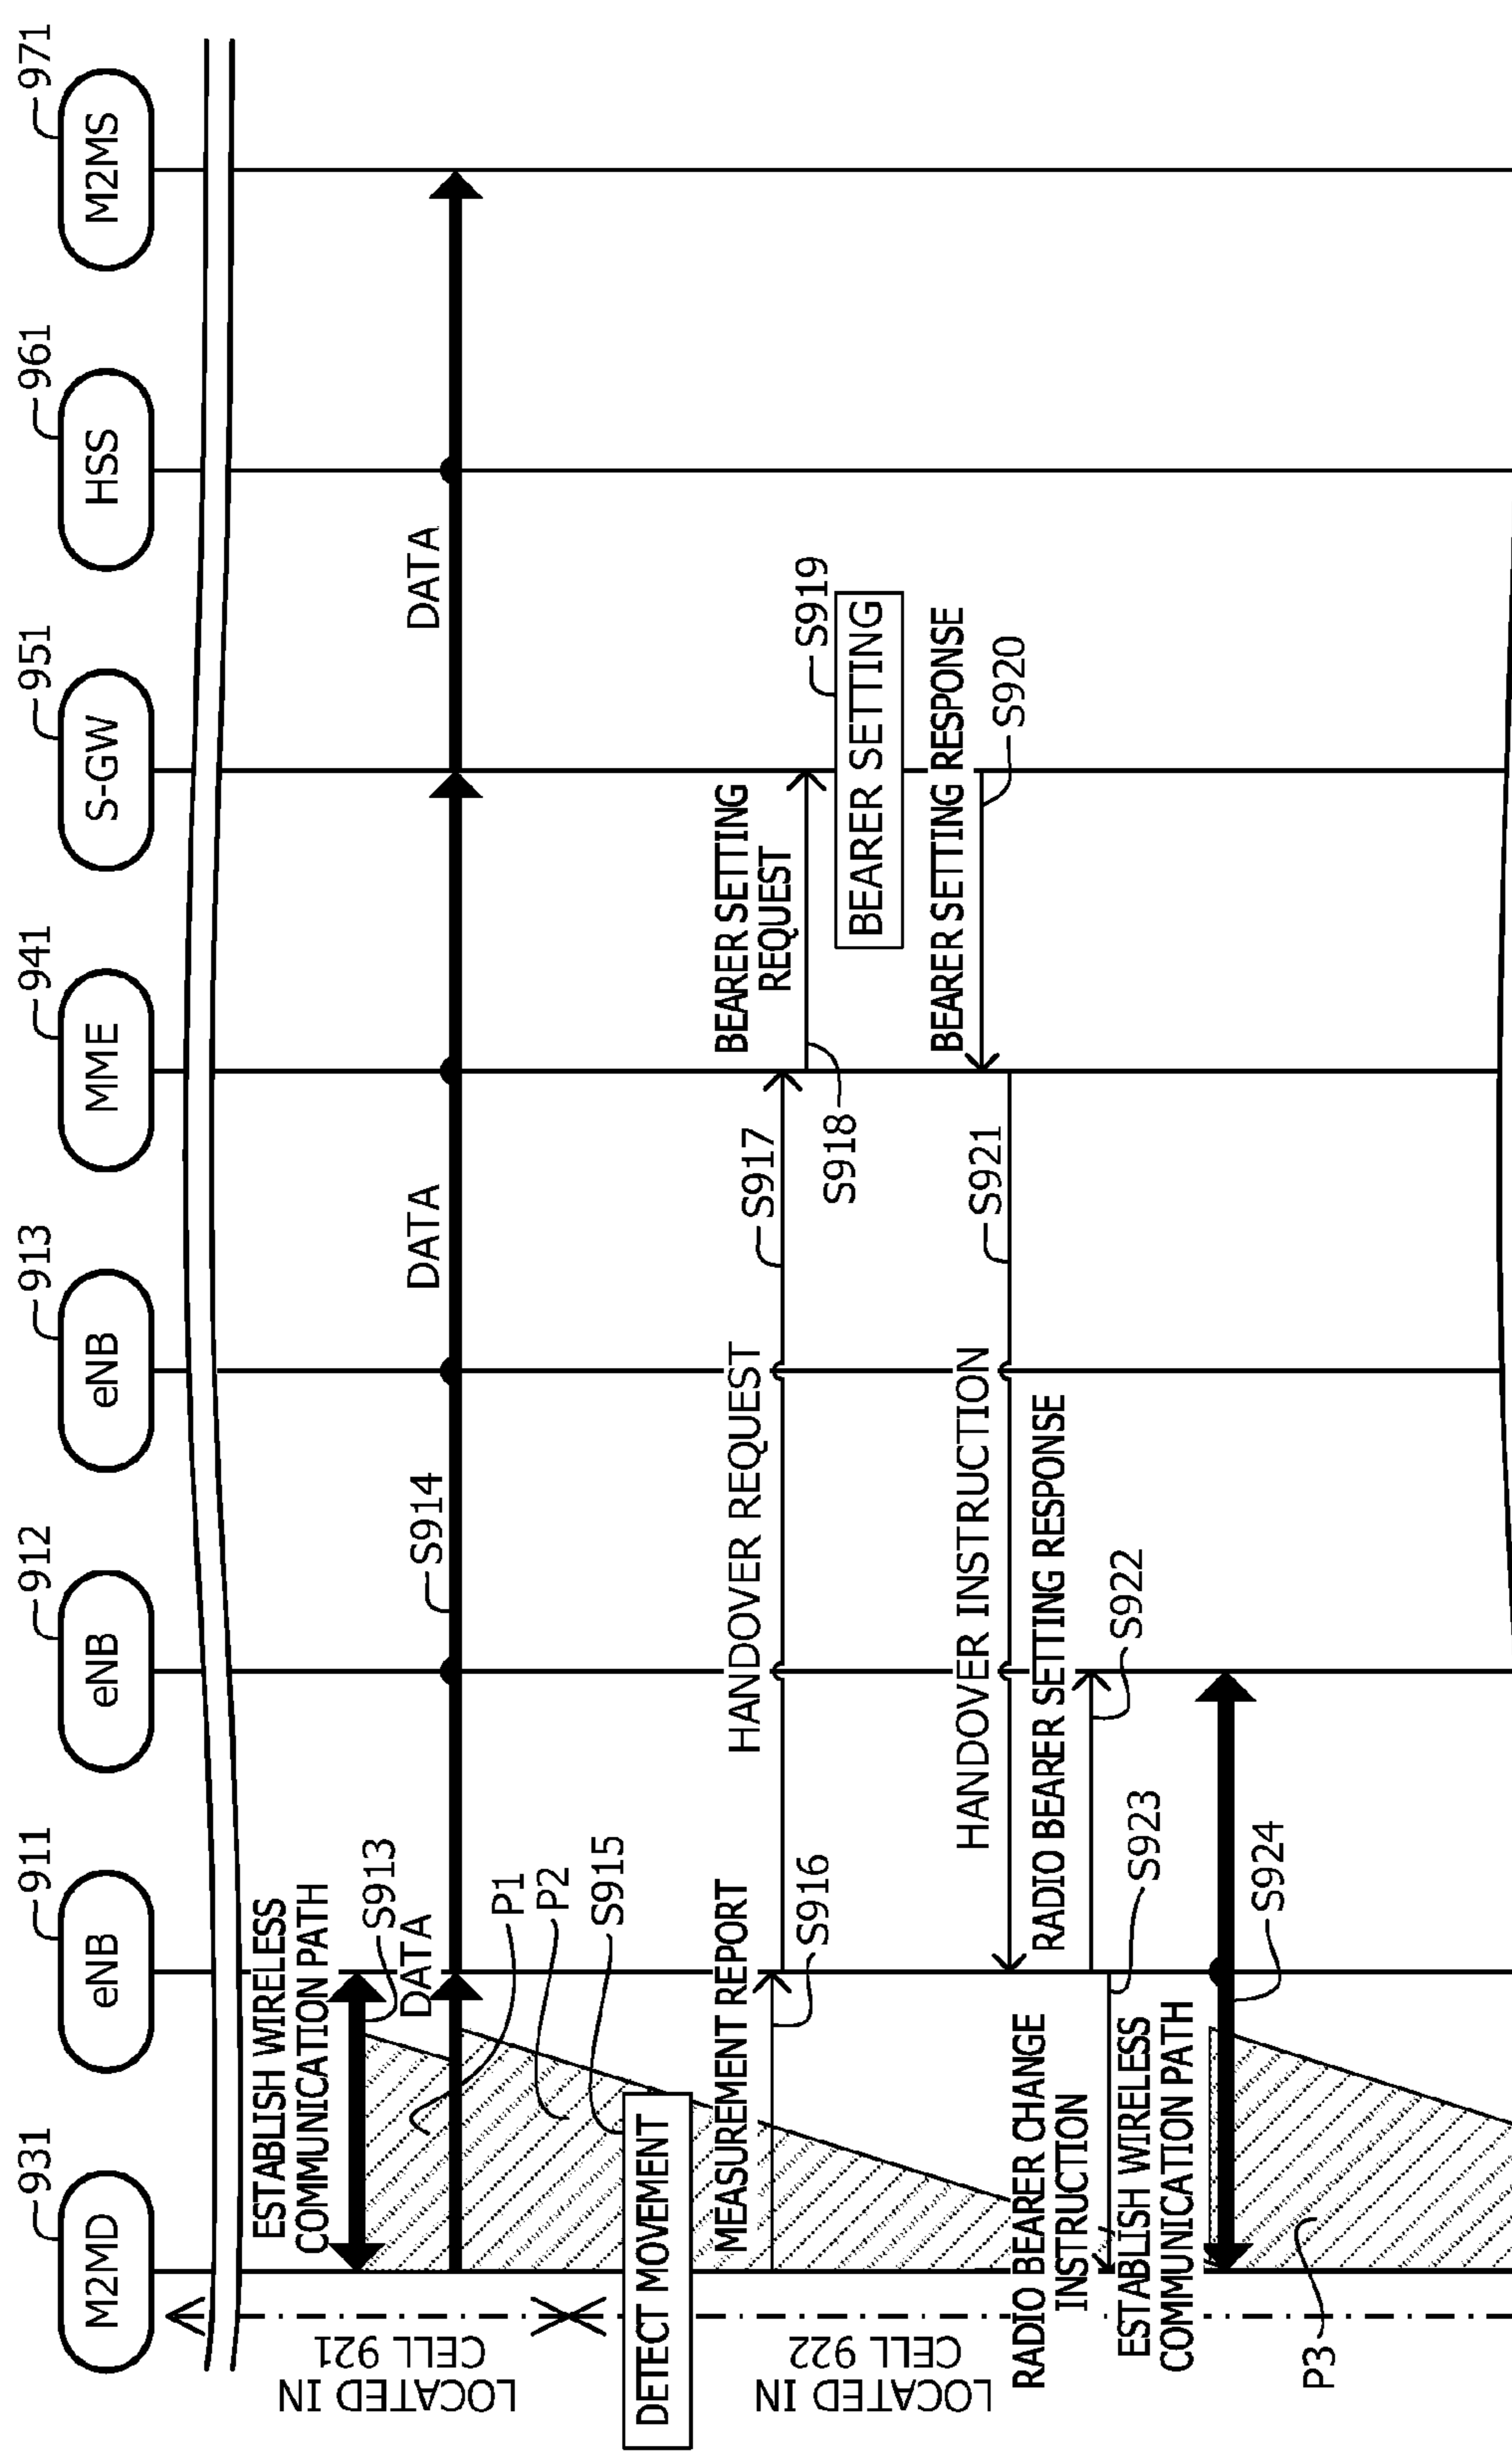 M2MD
931
eNB
911
eNB
912
eNB
913
MME
941
S-GW
951
HSS
961
M2MS
971
LOCATED IN
CELL 921
ESTABLISH WIRELESS
COMMUNICATION PATH
S913
DATA
S914
DATA
DATA
P1
P2
S915
DETECT MOVEMENT
LOCATED IN
CELL 922
MEASUREMENT REPORT
S916
HANDOVER REQUEST
S917
BEARER SETTING
REQUEST
S918
S919
BEARER SETTING
BEARER SETTING RESPONSE
S920
HANDOVER INSTRUCTION
S921
RADIO BEARER SETTING RESPONSE
S922
RADIO BEARER CHANGE
INSTRUCTION
S923
ESTABLISH WIRELESS
COMMUNICATION PATH
S924
P3